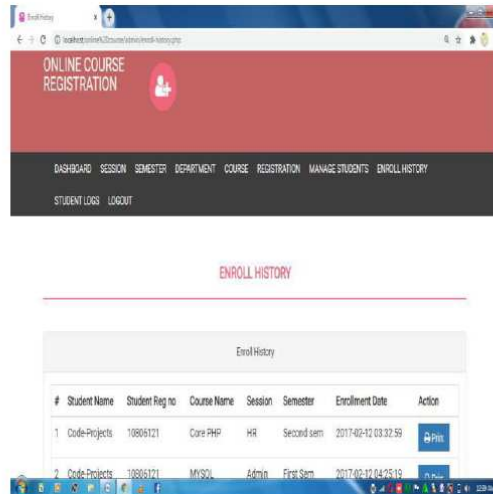 Enroll History
localhost/online%20course/admin/enroll-history.php
ONLINE COURSE
REGISTRATION
DASHBOARD SESSION SEMESTER DEPARTMENT COURSE REGISTRATION MANAGE STUDENTS ENROLL HISTORY
STUDENT LOGS LOGOUT
ENROLL HISTORY
Enroll History
# Student Name Student Reg no Course Name Session Semester Enrollment Date Action
1 Code-Projects 10806121 Core PHP HR Second sem 2017-02-12 03:32:59 Print
2 Code-Projects 10806121 MYSQL Admin First Sem 2017-02-12 04:25:19 Print